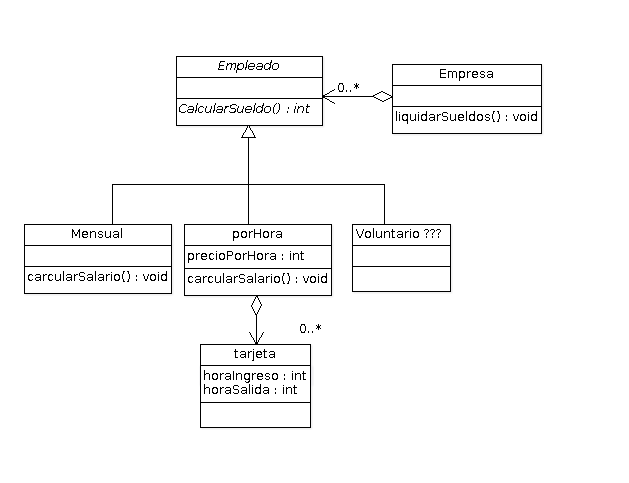 Empleado
CalcularSueldo() : int
0..*
Empresa
liquidarSueldos() : void
Mensual
carcularSalario() : void
porHora
precioPorHora : int
carcularSalario() : void
Voluntario ???
0..*
tarjeta
horaIngreso : int
horaSalida : int